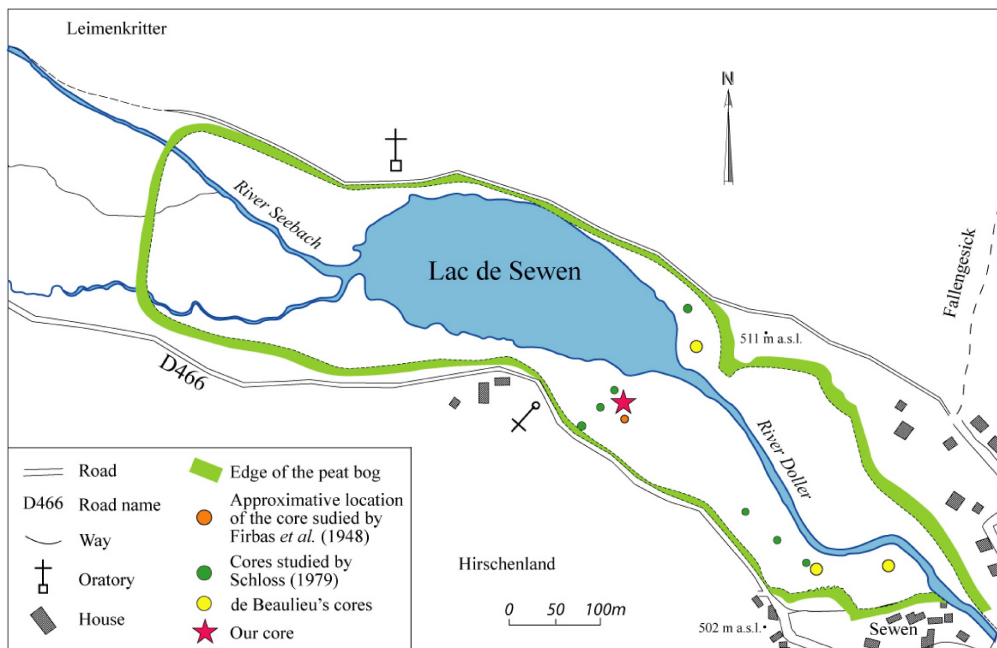 Leimenkritter
N
River Seebach
Lac de Sewen
Fallengesick
511 m a.s.l.
D466
River Doller
Road
D466 Road name
Way
Oratory
House
Edge of the peat bog
Approximative location
of the core sudied by
Firbas et al. (1948)
Cores studied by
Schloss (1979)
de Beaulieu's cores
Our core
Hirschenland
0 50 100m
502 m a.s.l.
Sewen